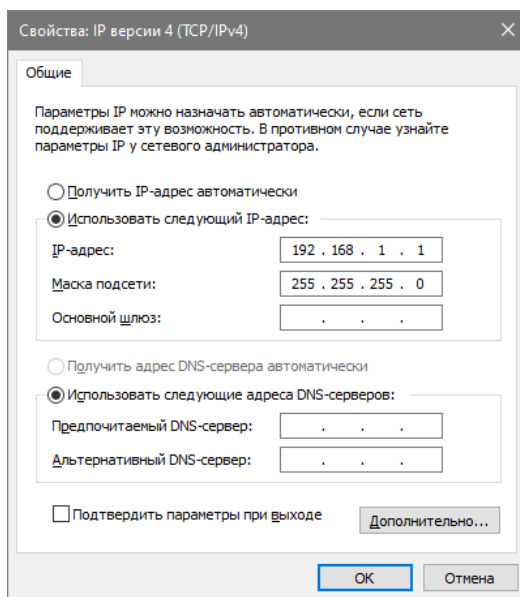 Свойства: IP версии 4 (TCP/IPv4)
Общие
Параметры IP можно назначать автоматически, если сеть
поддерживает эту возможность. В противном случае узнайте
параметры IP у сетевого администратора.
Получить IP-адрес автоматически
Использовать следующий IP-адрес:
IP-адрес: 192 . 168 . 1 . 1
Маска подсети: 255 . 255 . 255 . 0
Основной шлюз: . . .
Получить адрес DNS-сервера автоматически
Использовать следующие адреса DNS-серверов:
Предпочитаемый DNS-сервер: . . .
Альтернативный DNS-сервер: . . .
Подтвердить параметры при выходе
Дополнительно...
ОК Отмена